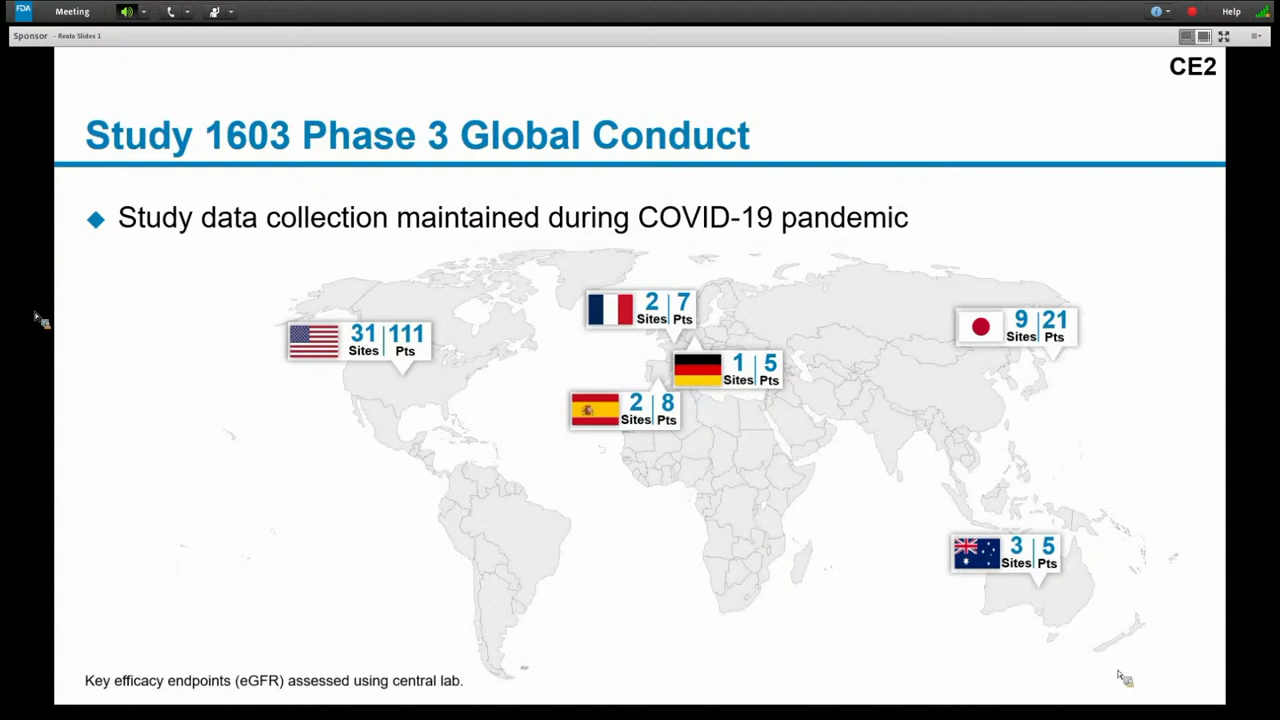 FDA
Meeting
Help
Sponsor - Reata Slides 1
CE2
Study 1603 Phase 3 Global Conduct
Study data collection maintained during COVID-19 pandemic
2 | 7
Sites Pts
31 | 111
Sites Pts
9 | 21
Sites Pts
1 | 5
Sites Pts
2 | 8
Sites Pts
3 | 5
Sites Pts
Key efficacy endpoints (eGFR) assessed using central lab.